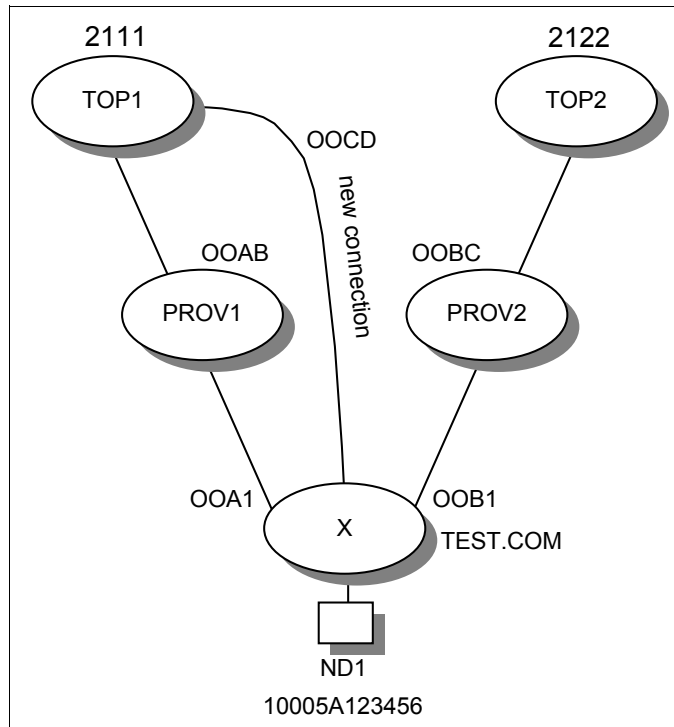 2111
2122
TOP1
TOP2
OOCD
new connection
OOAB
OOBC
PROV1
PROV2
OOA1
OOB1
X
TEST.COM
ND1
10005A123456